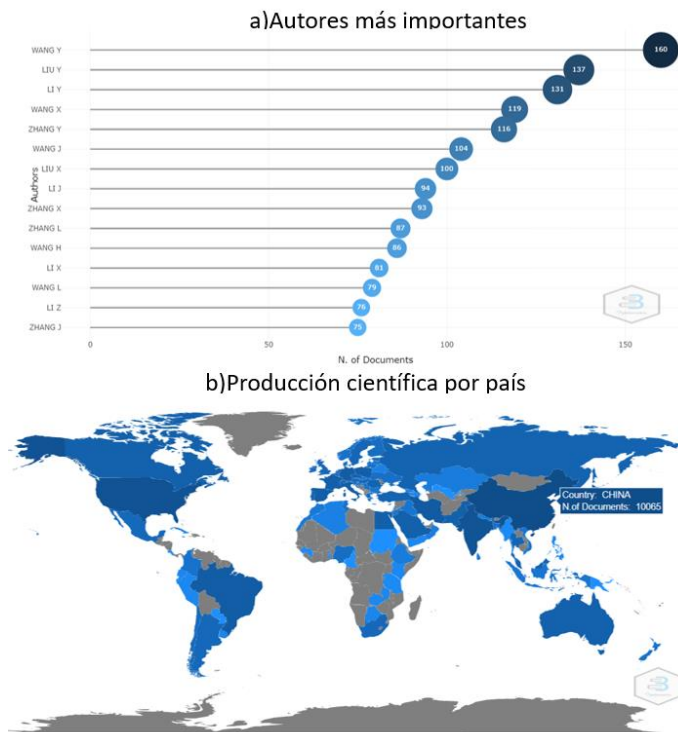 a)Autores más importantes
WANG Y
160
LIU Y
137
LI Y
131
WANG X
119
ZHANG Y
116
WANG J
104
LIU X
100
LI J
94
ZHANG X
93
ZHANG L
87
WANG H
86
LI X
81
WANG L
79
LI Z
76
ZHANG J
75
Authors
0
50
100
150
N. of Documents
b)Producción científica por país
Country: CHINA
N.of Documents: 10065